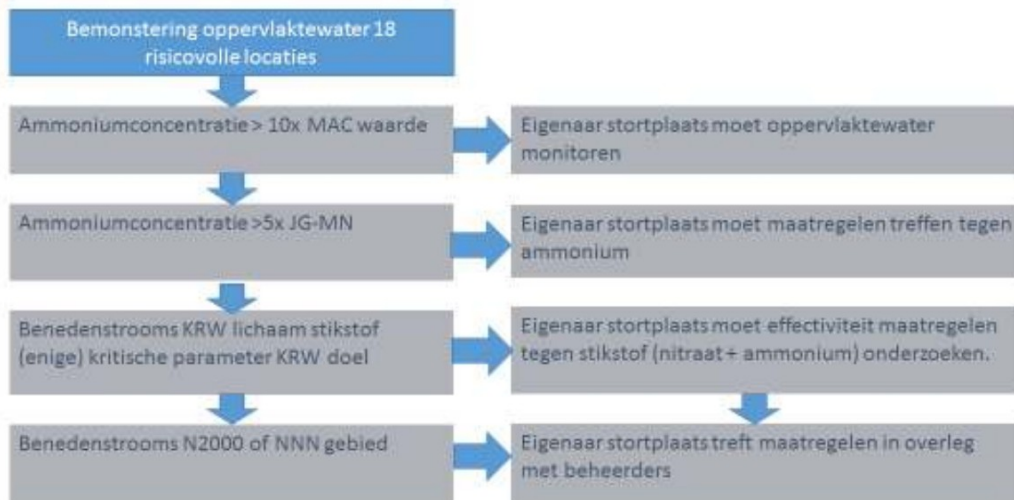 Bemonstering oppervlaktewater 18
risicovolle locaties
Ammoniumconcentratie > 10x MAC waarde
Eigenaar stortplaats moet oppervlaktewater
monitoren
Ammoniumconcentratie >5x JG-MN
Eigenaar stortplaats moet maatregelen treffen tegen
ammonium
Benedenstrooms KRW lichaam stikstof
(enige) kritische parameter KRW doel
Eigenaar stortplaats moet effectiviteit maatregelen
tegen stikstof (nitraat + ammonium) onderzoeken.
Benedenstrooms N2000 of NNN gebied
Eigenaar stortplaats treft maatregelen in overleg
met beheerders